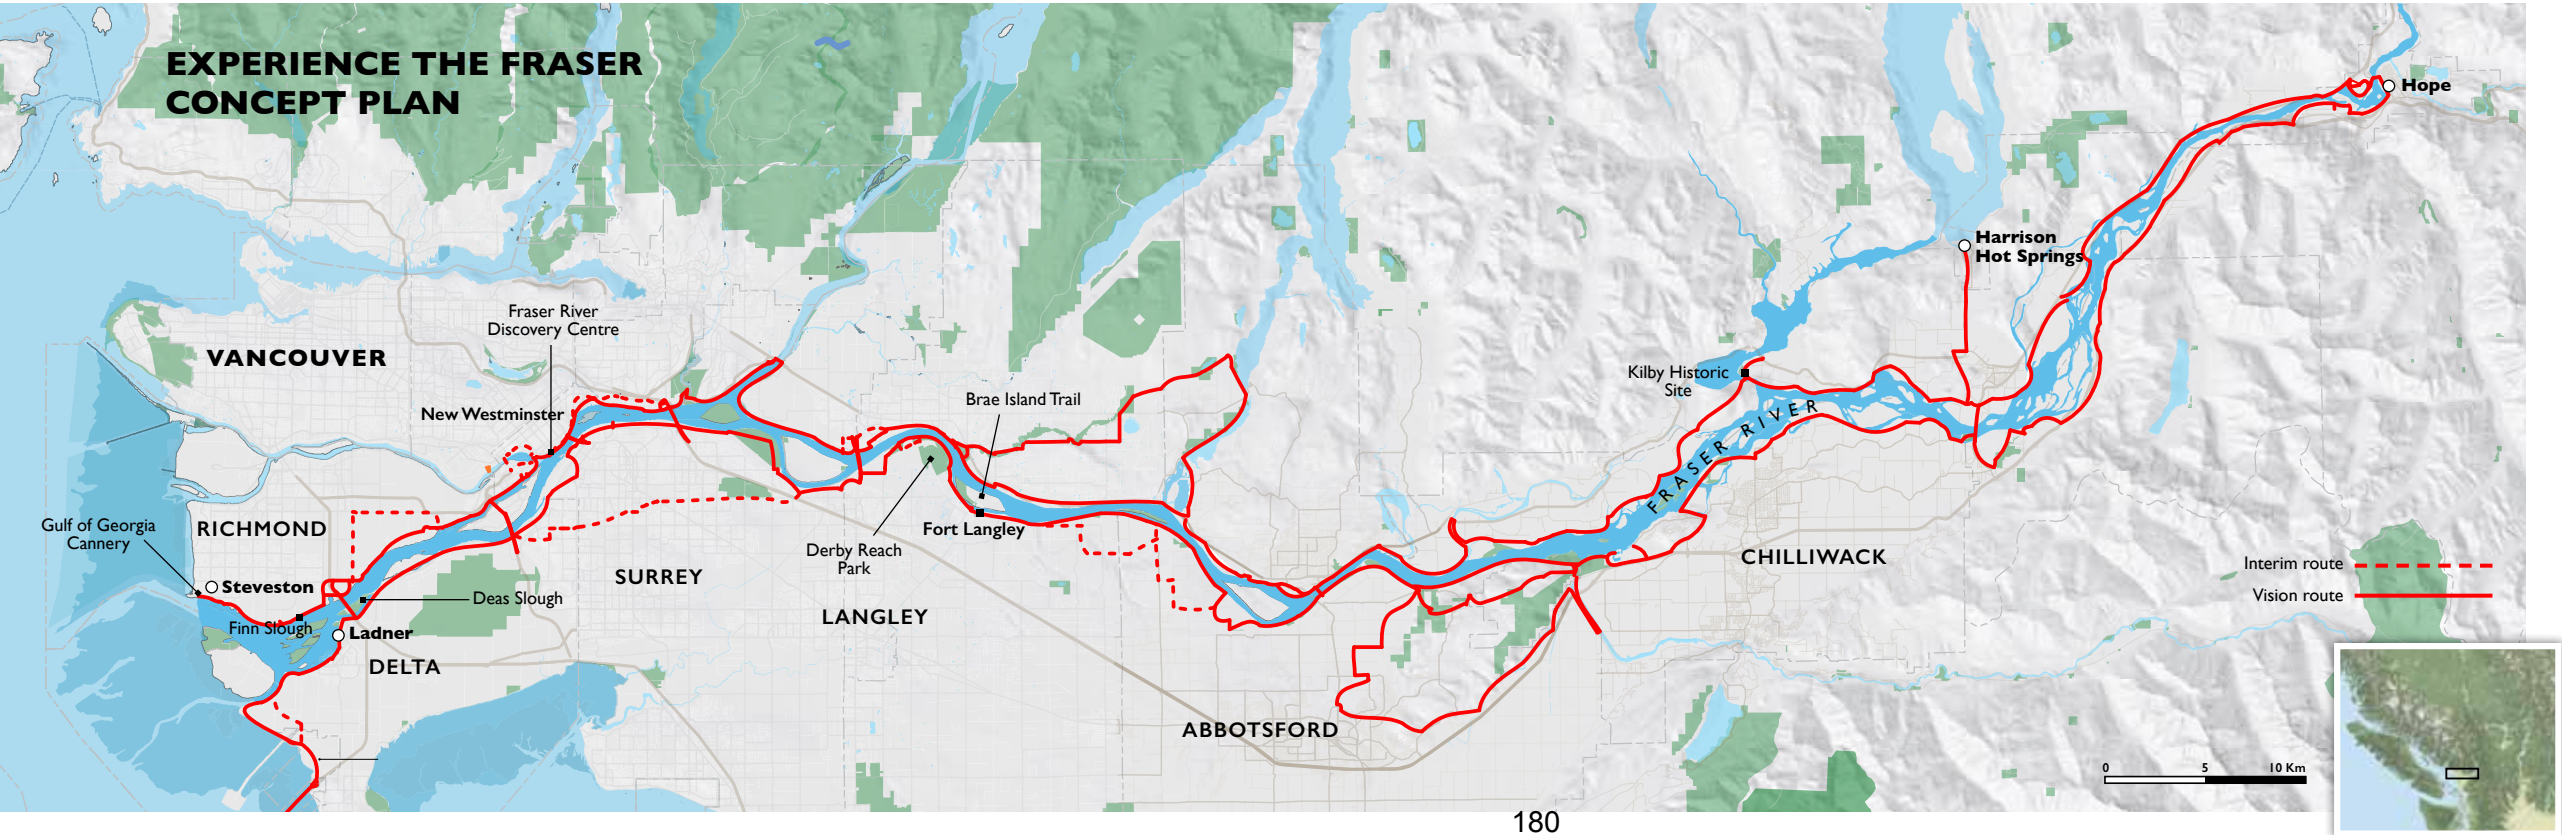 EXPERIENCE THE FRASER
CONCEPT PLAN
Hope
Harrison
Hot Springs
Fraser River
Discovery Centre
VANCOUVER
New Westminster
Brae Island Trail
Kilby Historic
Site
FRASER RIVER
Gulf of Georgia
Cannery
RICHMOND
Fort Langley
Derby Reach
Park
CHILLIWACK
Steveston
SURREY
Deas Slough
Finn Slough
Ladner
LANGLEY
DELTA
ABBOTSFORD
Interim route
Vision route
0 5 10 Km
180